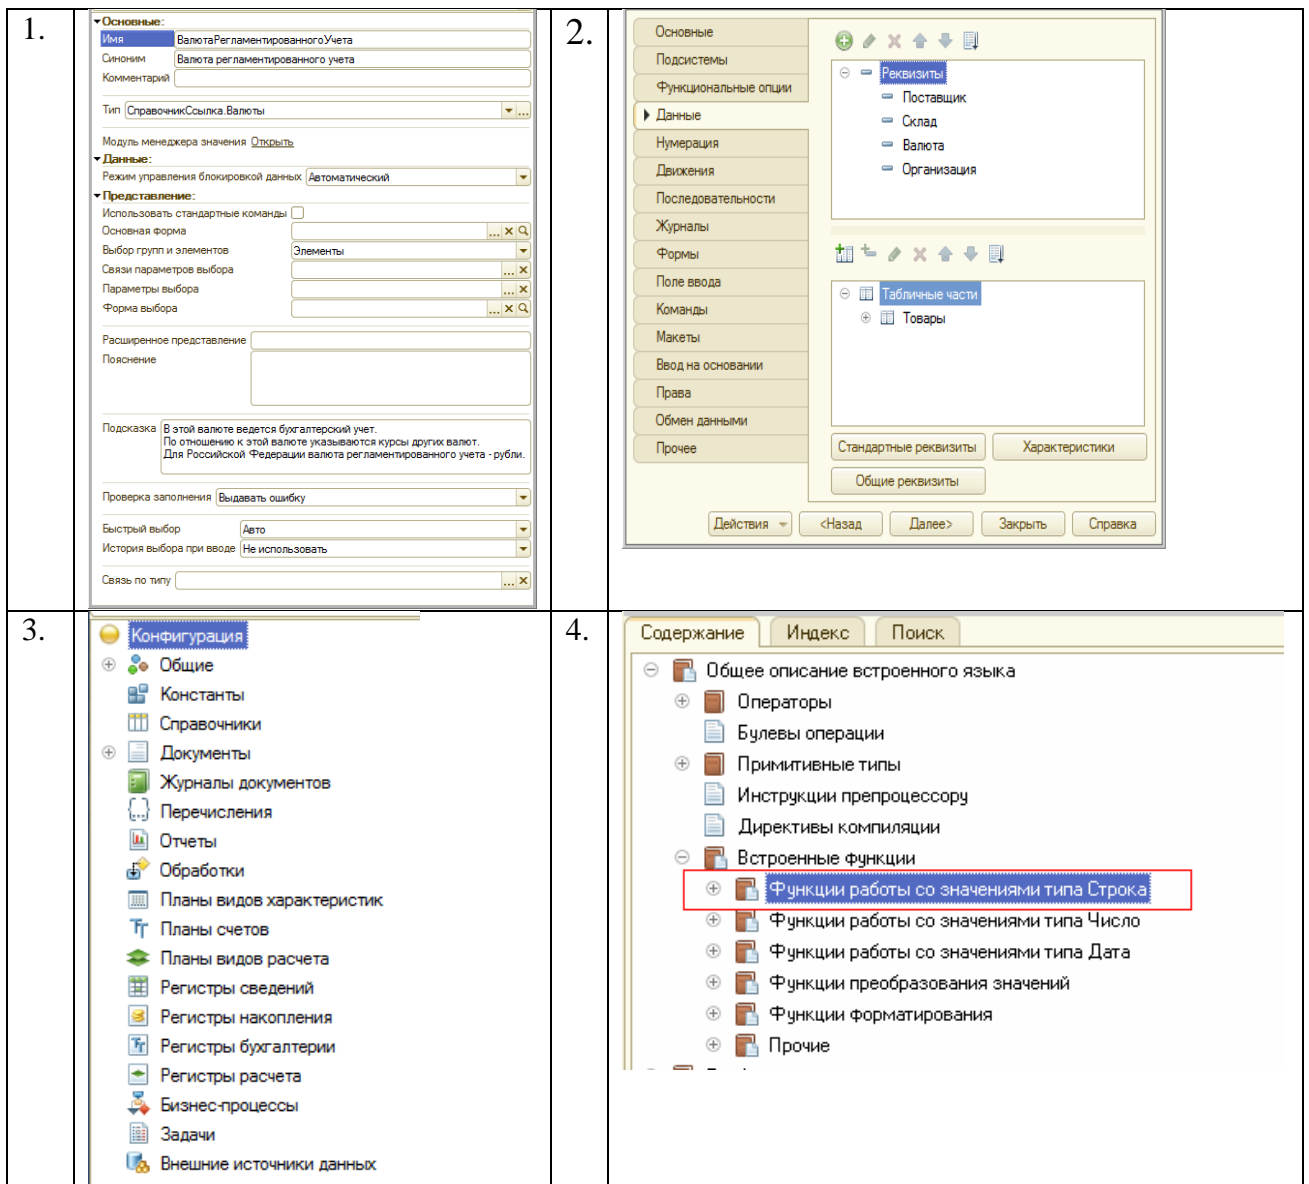 1.
Основные:
Имя ВалютаРегламентированногоУчета
Синоним Валюта регламентированного учета
Комментарий
Тип СправочникСсылка.Валюты ...
Модуль менеджера значения Открыть
Данные:
Режим управления блокировкой данных Автоматический
Представление:
Использовать стандартные команды
Основная форма ...
Выбор групп и элементов Элементы
Связи параметров выбора ...
Параметры выбора ...
Форма выбора ...
Расширенное представление
Пояснение
Подсказка В этой валюте ведется бухгалтерский учет.
По отношению к этой валюте указываются курсы других валют.
Для Российской Федерации валюта регламентированного учета - рубли.
Проверка заполнения Выдавать ошибку
Быстрый выбор Авто
История выбора при вводе Не использовать
Связь по типу ...
2.
Основные
Подсистемы
Функциональные опции
Данные
Нумерация
Движения
Последовательности
Журналы
Формы
Поле ввода
Команды
Макеты
Ввод на основании
Права
Обмен данными
Прочее
Реквизиты
Поставщик
Склад
Валюта
Организация
Табличные части
Товары
Стандартные реквизиты Характеристики
Общие реквизиты
Действия <Назад Далее> Закрыть Справка
3.
Конфигурация
Общие
Константы
Справочники
Документы
Журналы документов
Перечисления
Отчеты
Обработки
Планы видов характеристик
Планы счетов
Планы видов расчета
Регистры сведений
Регистры накопления
Регистры бухгалтерии
Регистры расчета
Бизнес-процессы
Задачи
Внешние источники данных
4.
Содержание Индекс Поиск
Общее описание встроенного языка
Операторы
Булевы операции
Примитивные типы
Инструкции препроцессору
Директивы компиляции
Встроенные функции
Функции работы со значениями типа Строка
Функции работы со значениями типа Число
Функции работы со значениями типа Дата
Функции преобразования значений
Функции форматирования
Прочие